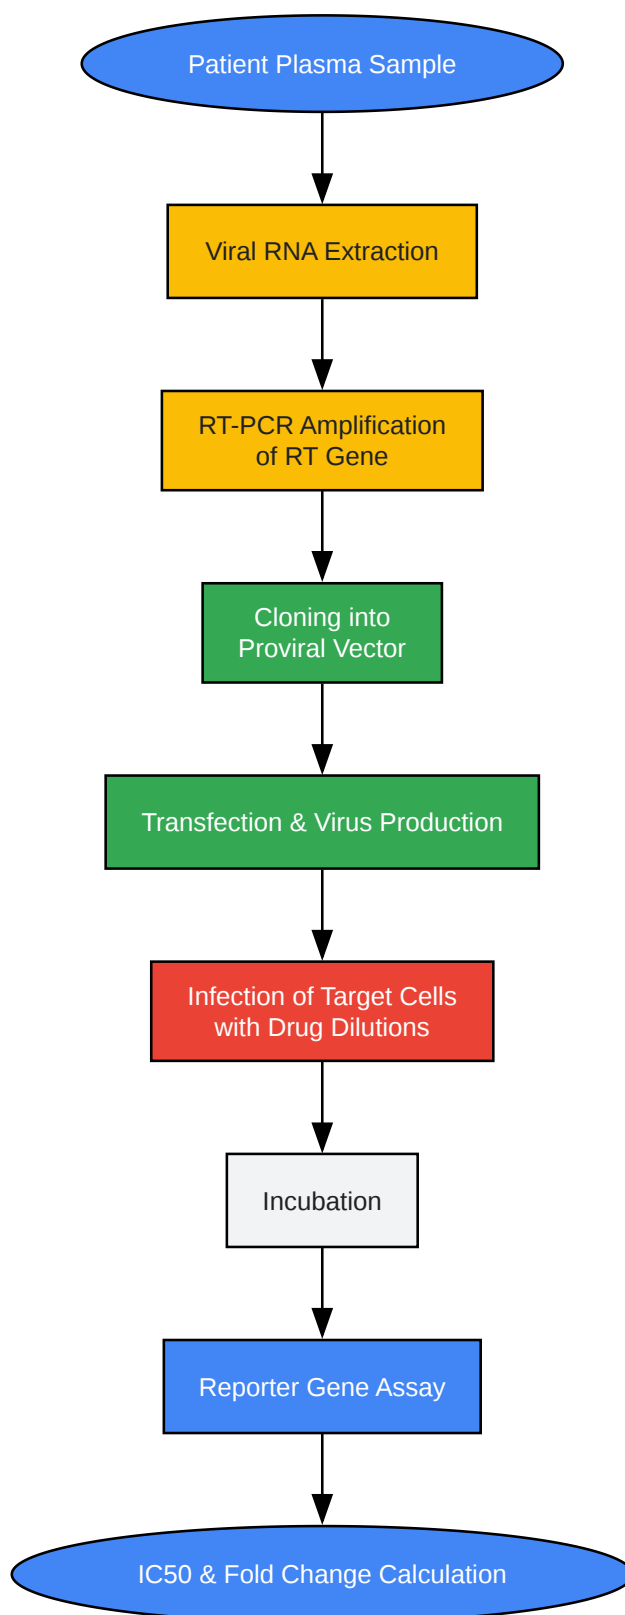 Patient Plasma Sample
Viral RNA Extraction
RT-PCR Amplification
of RT Gene
Cloning into
Proviral Vector
Transfection & Virus Production
Infection of Target Cells
with Drug Dilutions
Incubation
Reporter Gene Assay
IC50 & Fold Change Calculation